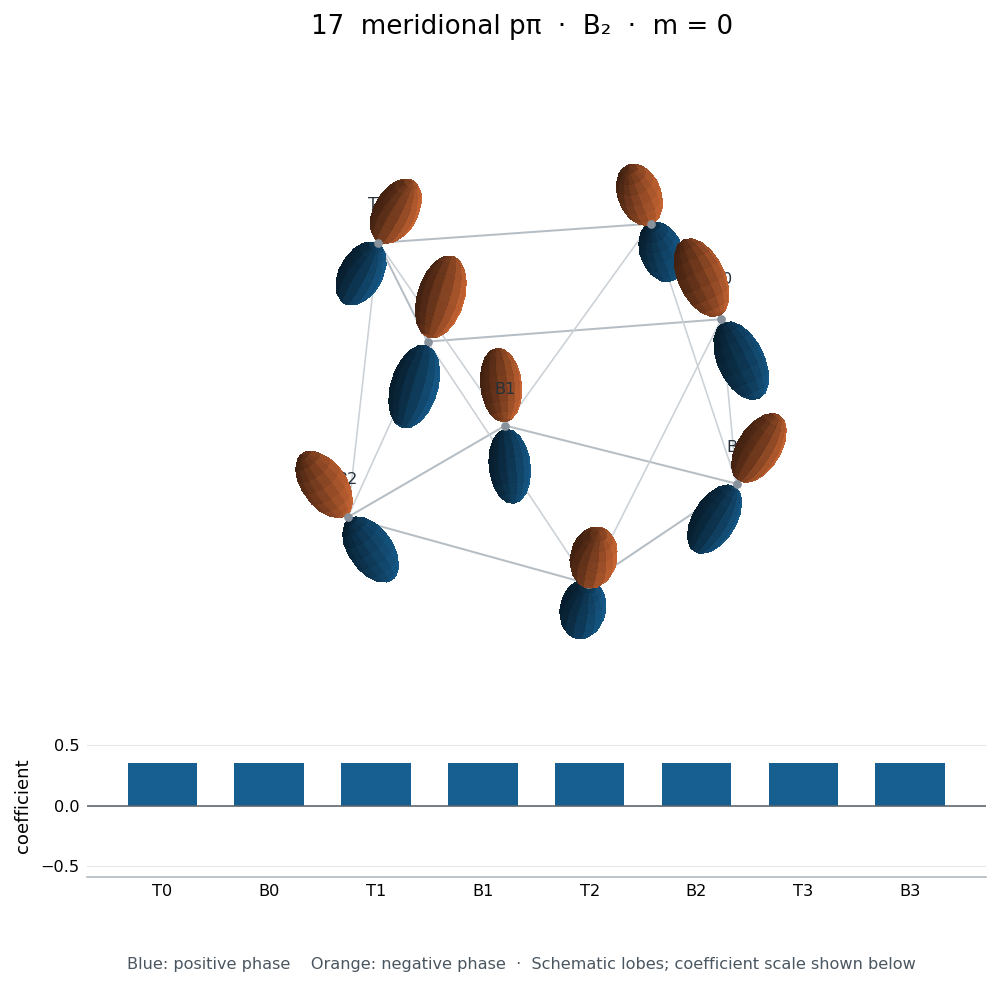 17 meridional pπ · B₂ · m = 0
B1
0.5
0.0
−0.5
coefficient
T0 B0 T1 B1 T2 B2 T3 B3
Blue: positive phase Orange: negative phase · Schematic lobes; coefficient scale shown below